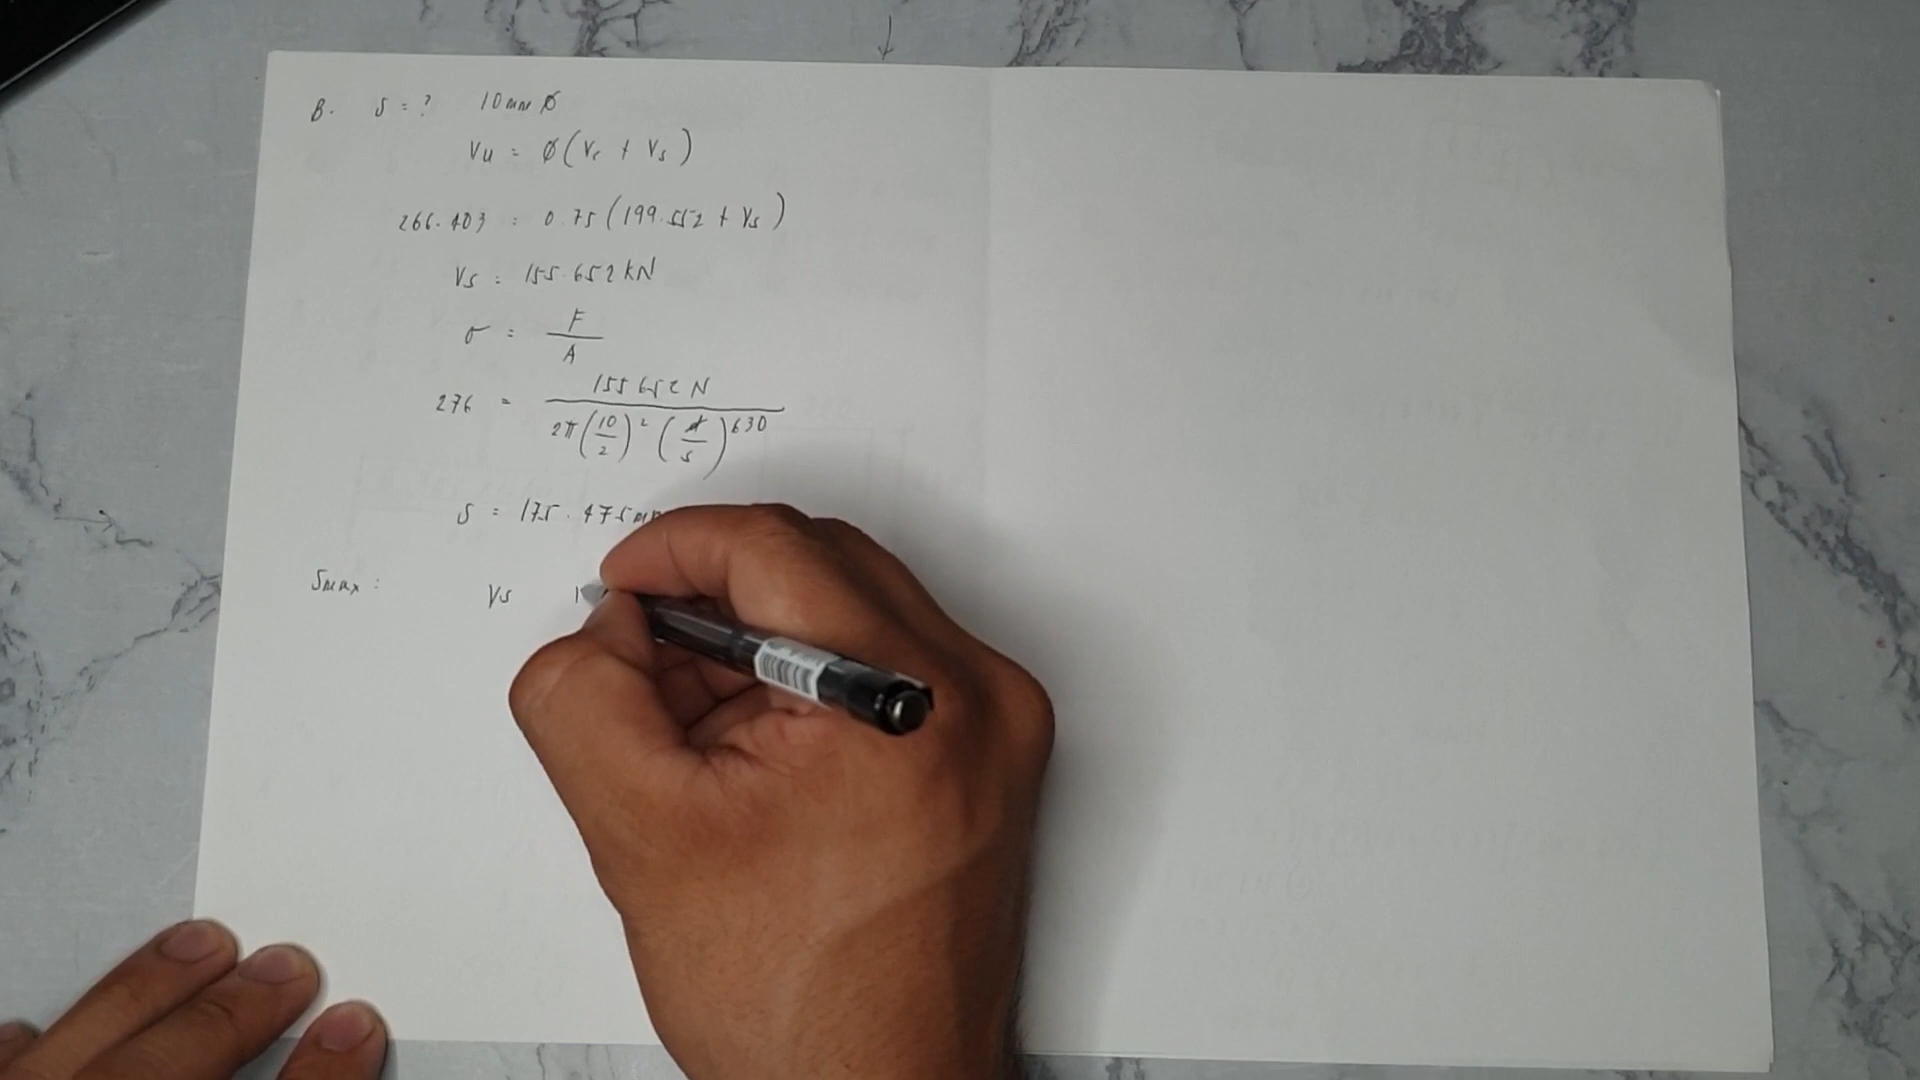 B. s = ? 10mm Ø
Vu = Ø(Vc + Vs)
266.403 = 0.75(199.552 + Vs)
Vs = 155.652 kN
σ = F / A
276 = 155652 N / 2π(10/2)²(d/s) 630
s = 175.475mm
Smax : Vs